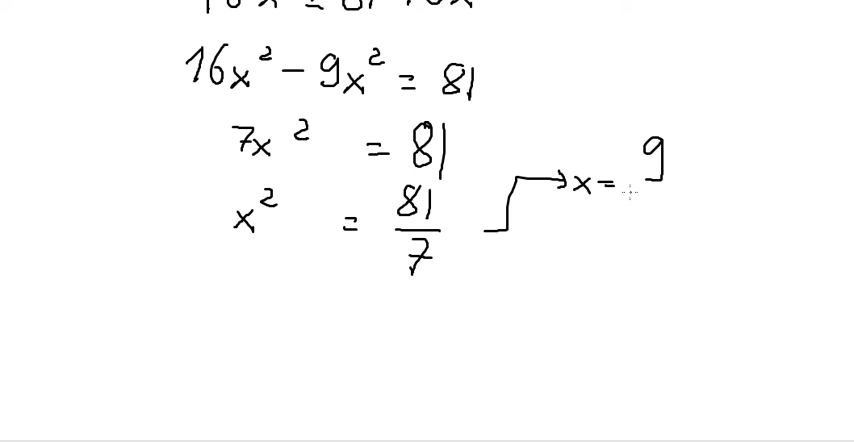 16x² - 9x² = 81
7x² = 81
x² = 81/7 → x = 9